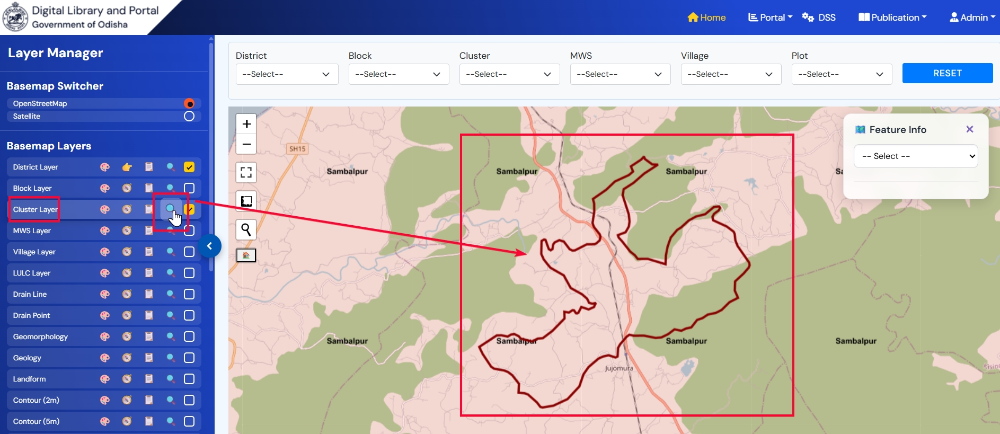 Digital Library and Portal
Government of Odisha
Home
Portal
DSS
Publication
Admin
Layer Manager
Basemap Switcher
OpenStreetMap
Satellite
Basemap Layers
District Layer
Block Layer
Cluster Layer
MWS Layer
Village Layer
LULC Layer
Drain Line
Drain Point
Geomorphology
Geology
Landform
Contour (2m)
Contour (5m)
District
Block
Cluster
MWS
Village
Plot
--Select--
--Select--
--Select--
--Select--
--Select--
--Select--
RESET
+
−
Feature Info
-- Select --
SH15
Sambalpur
Sambalpur
Sambalpur
Sa
Sambalpur
Sambalpur
Sambalpur
Sambalpur
Jujomura
Kisin